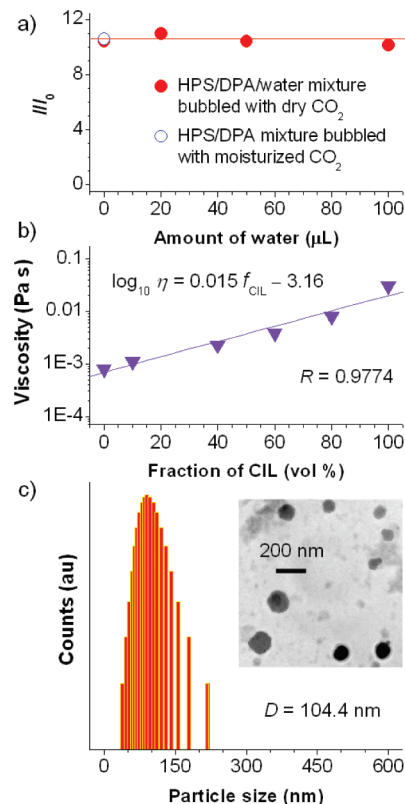 a)
12
9
6
3
0
I/I0
HPS/DPA/water mixture
bubbled with dry CO2
HPS/DPA mixture bubbled
with moisturized CO2
0 20 40 60 80 100
Amount of water (μL)
b)
0.1
0.01
1E-3
1E-4
Viscosity (Pa s)
log10 η = 0.015 fCIL – 3.16
R = 0.9774
0 20 40 60 80 100
Fraction of CIL (vol %)
c)
Counts (au)
200 nm
D = 104.4 nm
0 150 300 450 600
Particle size (nm)